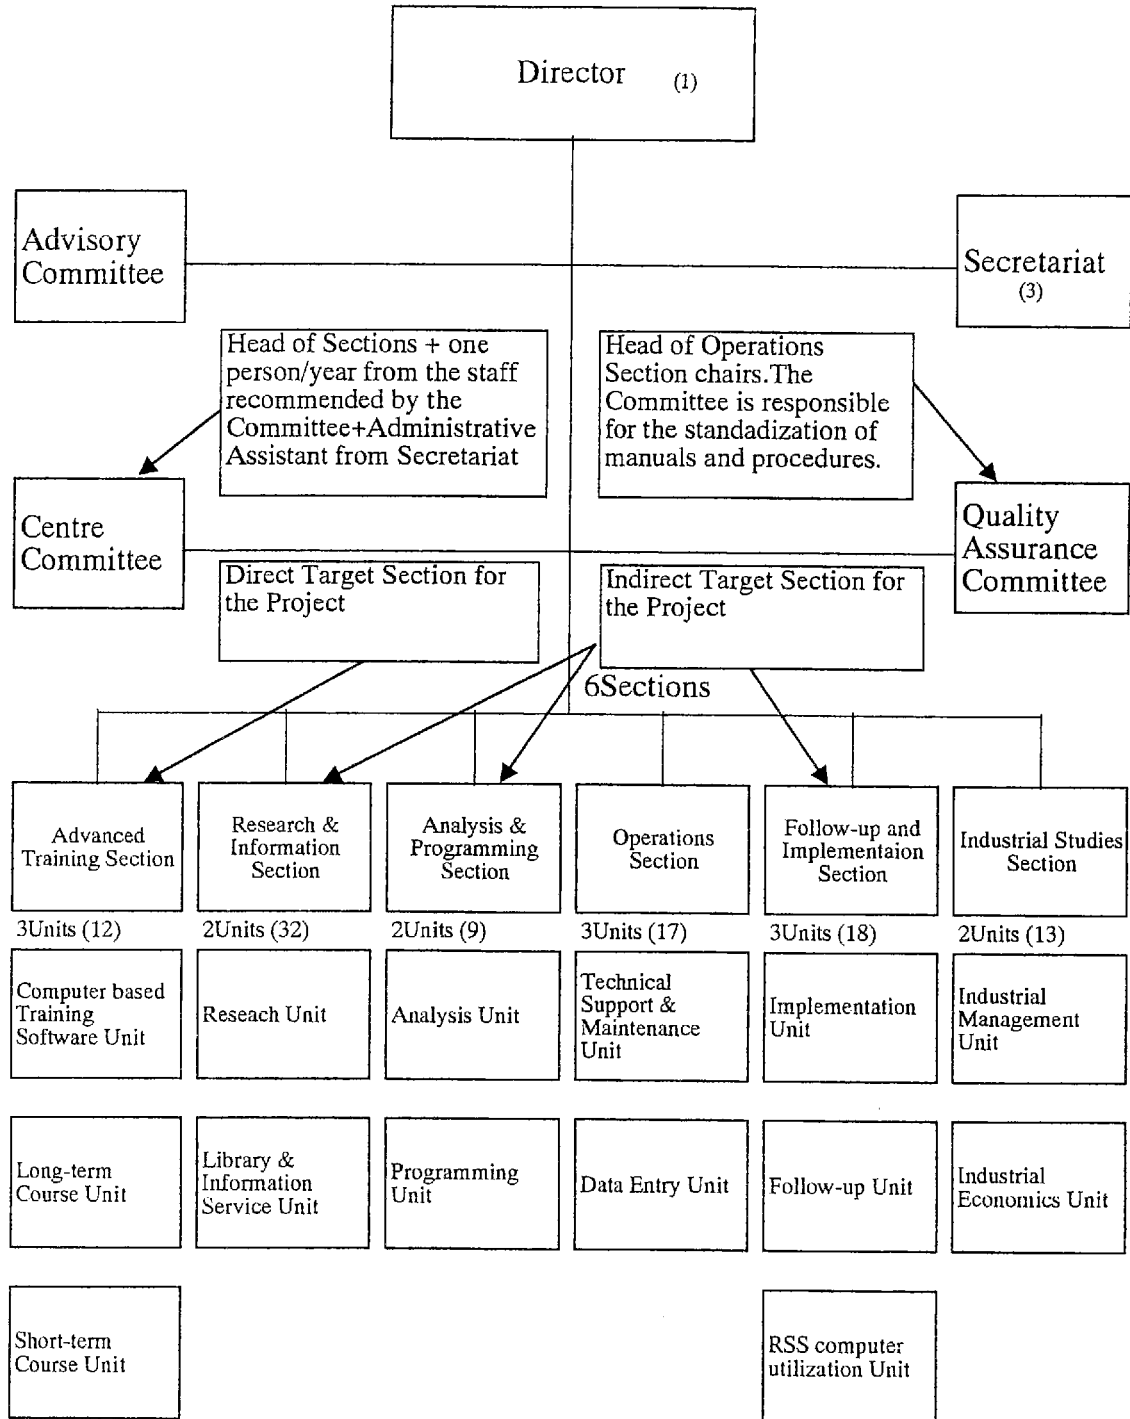 Director (1)
Advisory
Committee
Secretariat
(3)
Head of Sections + one
person/year from the staff
recommended by the
Committee+Administrative
Assistant from Secretariat
Head of Operations
Section chairs.The
Committee is responsible
for the standadization of
manuals and procedures.
Centre
Committee
Quality
Assurance
Committee
Direct Target Section for
the Project
Indirect Target Section for
the Project
6Sections
Advanced
Training Section
Research &
Information
Section
Analysis &
Programming
Section
Operations
Section
Follow-up and
Implementaion
Section
Industrial Studies
Section
3Units (12)
2Units (32)
2Units (9)
3Units (17)
3Units (18)
2Units (13)
Computer based
Training
Software Unit
Reseach Unit
Analysis Unit
Technical
Support &
Maintenance
Unit
Implementation
Unit
Industrial
Management
Unit
Long-term
Course Unit
Library &
Information
Service Unit
Programming
Unit
Data Entry Unit
Follow-up Unit
Industrial
Economics Unit
Short-term
Course Unit
RSS computer
utilization Unit